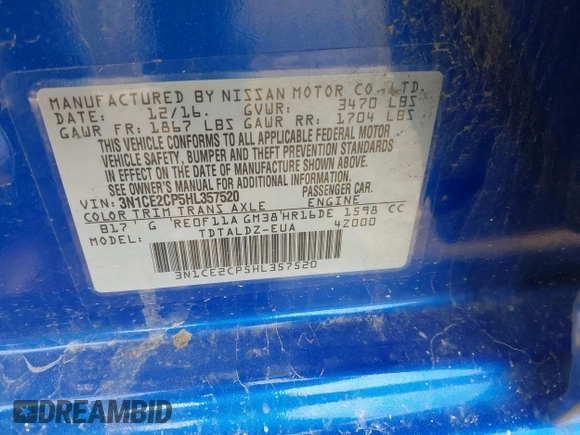 MANUFACTURED BY NISSAN MOTOR CO., LTD.
DATE: 12/16. GVWR: 3470 LBS
GAWR FR: 1867 LBS GAWR RR: 1704 LBS
THIS VEHICLE CONFORMS TO ALL APPLICABLE FEDERAL MOTOR
VEHICLE SAFETY, BUMPER AND THEFT PREVENTION STANDARDS
IN EFFECT ON THE DATE OF MANUFACTURE SHOWN ABOVE.
SEE OWNER'S MANUAL FOR ADDITIONAL INFORMATION.
VIN: 3N1CE2CP5HL357520 PASSENGER CAR.
COLOR TRIM TRANS AXLE ENGINE
B17 G RE0F11A GM38 HR16DE 1598 CC
MODEL: TDTALDZ-EUA 4Z000
3N1CE2CP5HL357520
DREAMBID